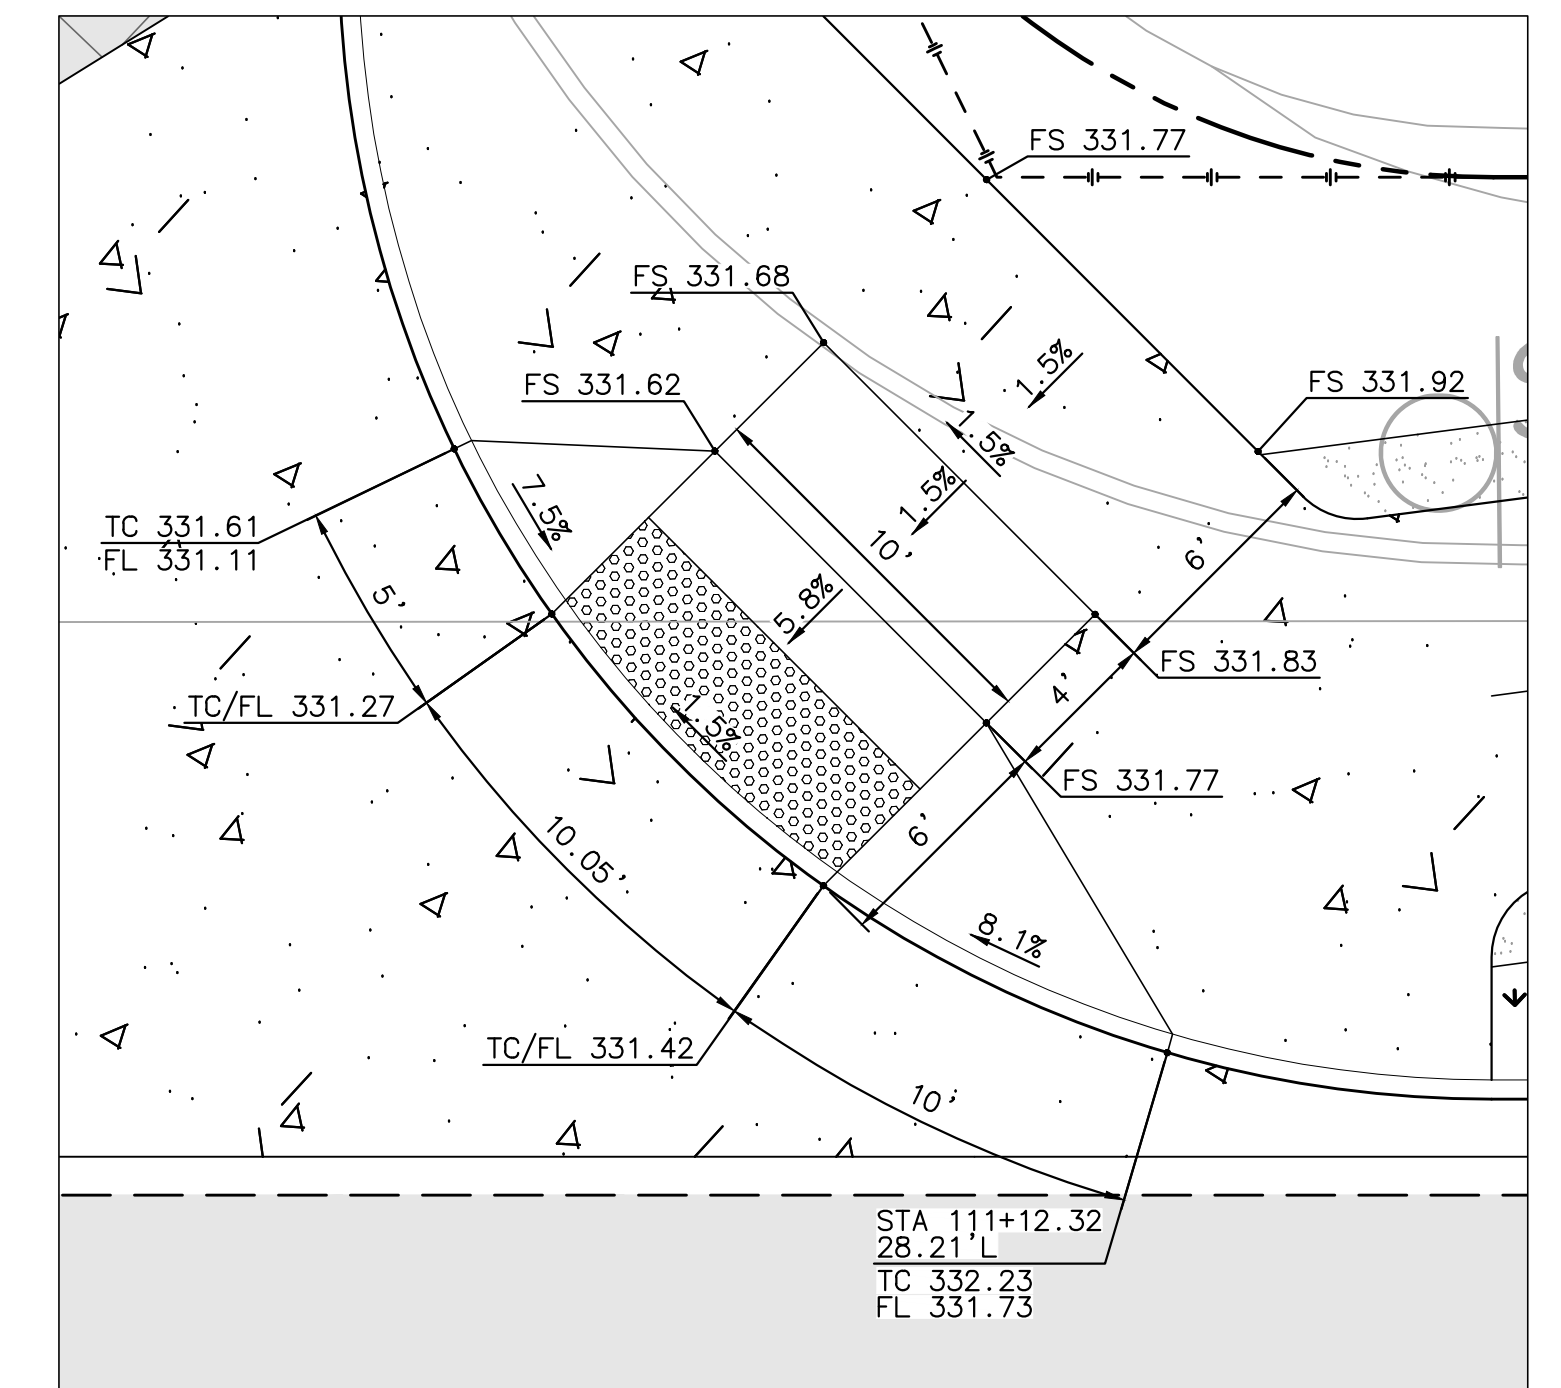 FS 331.77
FS 331.68
FS 331.62
1.5%
FS 331.92
1.5%
1.5%
7.5%
TC 331.61
FL 331.11
10'
6'
5'
5.8%
FS 331.83
4'
TC/FL 331.27
1.5%
FS 331.77
6'
10.05'
8.1%
TC/FL 331.42
10'
STA 111+12.32
28.21'L
TC 332.23
FL 331.73